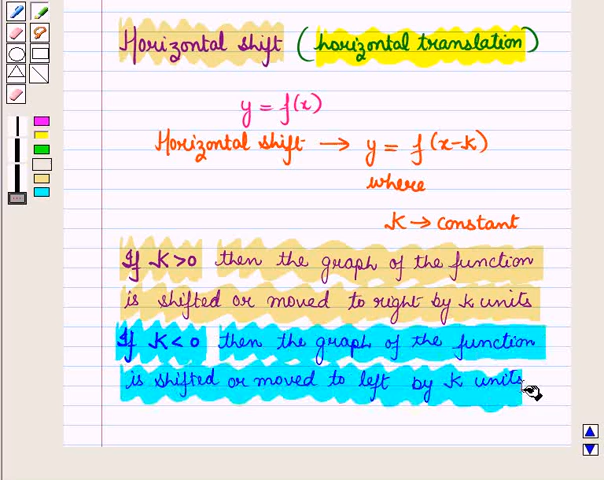 Horizontal shift (horizontal translation)
y = f(x)
Horizontal shift → y = f(x-k)
where
K → constant
If K>0 then the graph of the function
is shifted or moved to right by k units
If K<0 then the graph of the function
is shifted or moved to left by K units